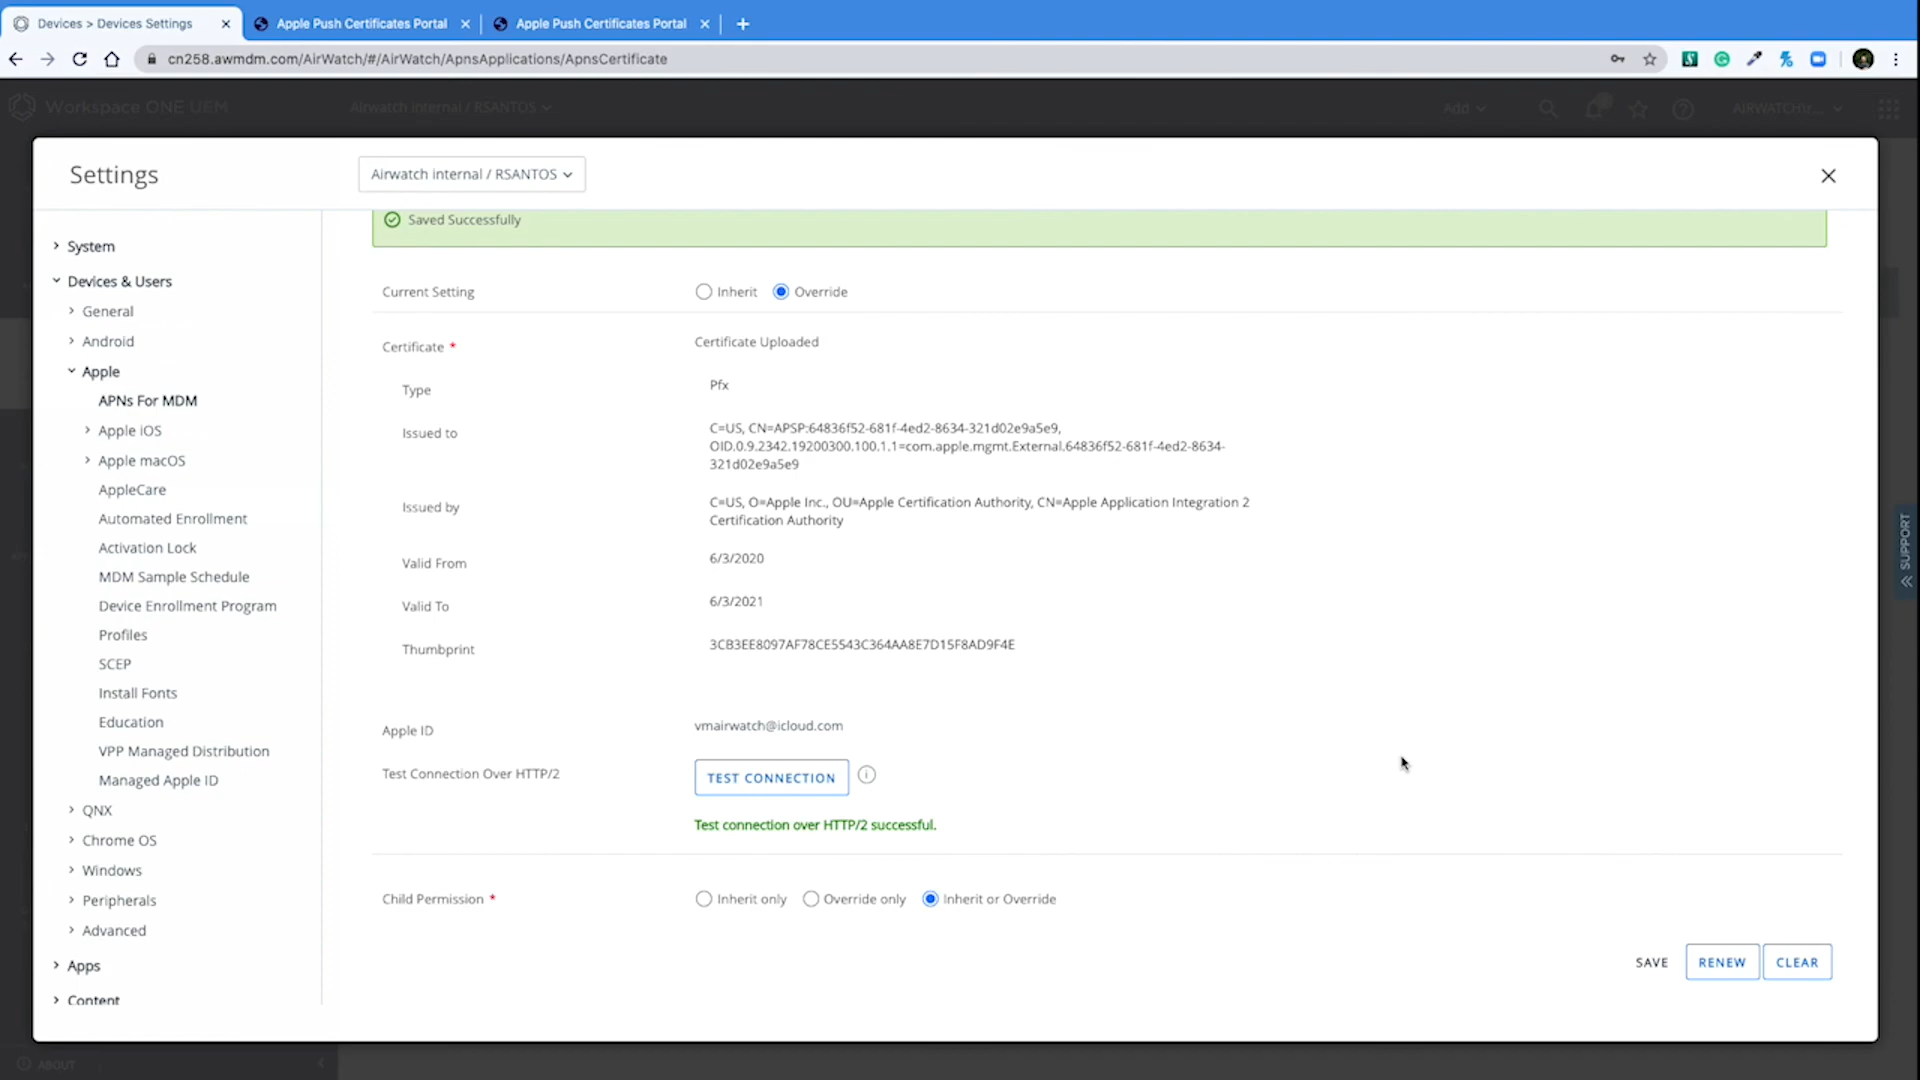 Devices > Devices Settings
Apple Push Certificates Portal
Apple Push Certificates Portal
cn258.awmdm.com/AirWatch/#/AirWatch/ApnsApplications/ApnsCertificate
Workspace ONE UEM
Airwatch internal / RSANTOS
Add
AIRWATCH\r...
Settings
Airwatch internal / RSANTOS
Saved Successfully
System
Devices & Users
General
Android
Apple
APNs For MDM
Apple iOS
Apple macOS
AppleCare
Automated Enrollment
Activation Lock
MDM Sample Schedule
Device Enrollment Program
Profiles
SCEP
Install Fonts
Education
VPP Managed Distribution
Managed Apple ID
QNX
Chrome OS
Windows
Peripherals
Advanced
Apps
Content
Current Setting
Inherit
Override
Certificate *
Certificate Uploaded
Type
Pfx
Issued to
C=US, CN=APSP:64836f52-681f-4ed2-8634-321d02e9a5e9,
OID.0.9.2342.19200300.100.1.1=com.apple.mgmt.External.64836f52-681f-4ed2-8634-
321d02e9a5e9
Issued by
C=US, O=Apple Inc., OU=Apple Certification Authority, CN=Apple Application Integration 2
Certification Authority
Valid From
6/3/2020
Valid To
6/3/2021
Thumbprint
3CB3EE8097AF78CE5543C364AA8E7D15F8AD9F4E
Apple ID
vmairwatch@icloud.com
Test Connection Over HTTP/2
TEST CONNECTION
Test connection over HTTP/2 successful.
Child Permission *
Inherit only
Override only
Inherit or Override
SAVE
RENEW
CLEAR
SUPPORT
ABOUT